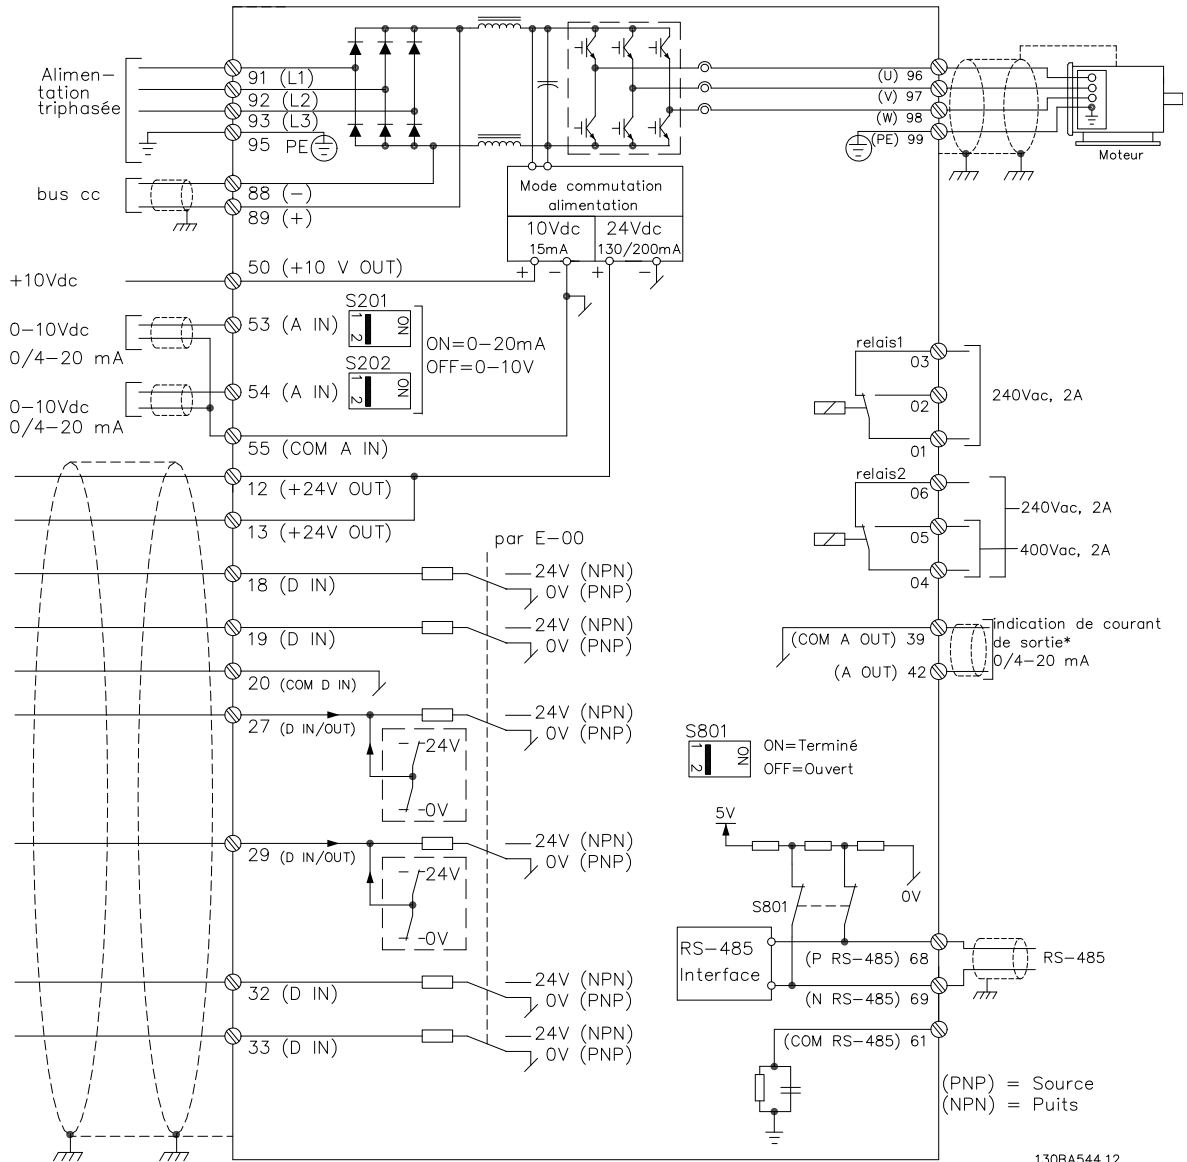 Alimen-
tation
triphasée
91 (L1)
92 (L2)
93 (L3)
95 PE
bus cc
88 (-)
89 (+)
Mode commutation
alimentation
10Vdc
15mA
24Vdc
130/200mA
+ - + -
+10Vdc
50 (+10 V OUT)
0-10Vdc
0/4-20 mA
53 (A IN)
S201
1 2
ON
ON=0-20mA
OFF=0-10V
S202
1 2
ON
0-10Vdc
0/4-20 mA
54 (A IN)
55 (COM A IN)
12 (+24V OUT)
13 (+24V OUT)
par E-00
18 (D IN)
24V (NPN)
0V (PNP)
19 (D IN)
24V (NPN)
0V (PNP)
20 (COM D IN)
27 (D IN/OUT)
24V (NPN)
0V (PNP)
24V
0V
29 (D IN/OUT)
24V (NPN)
0V (PNP)
24V
0V
32 (D IN)
24V (NPN)
0V (PNP)
33 (D IN)
24V (NPN)
0V (PNP)
(U) 96
(V) 97
(W) 98
(PE) 99
Moteur
relais1
03
02
01
240Vac, 2A
relais2
06
05
04
240Vac, 2A
400Vac, 2A
(COM A OUT) 39
(A OUT) 42
indication de courant
de sortie*
0/4-20 mA
S801
1 2
ON
ON=Terminé
OFF=Ouvert
5V
S801
0V
RS-485
Interface
(P RS-485) 68
(N RS-485) 69
RS-485
(COM RS-485) 61
(PNP) = Source
(NPN) = Puits
130BA544.12